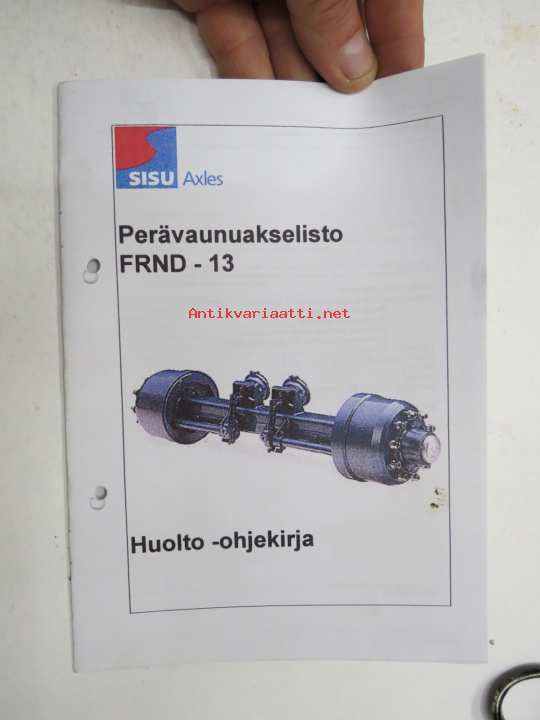 SISU Axles
Perävaunuakselisto
FRND - 13
Antikvariaatti.net
Huolto -ohjekirja